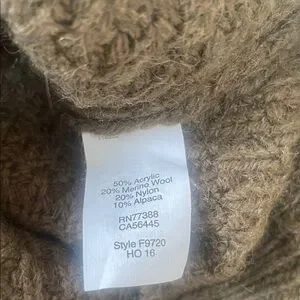 50% Acrylic
20% Merino Wool
20% Nylon
10% Alpaca
RN77388
CA56445
Style F9720
HO 16